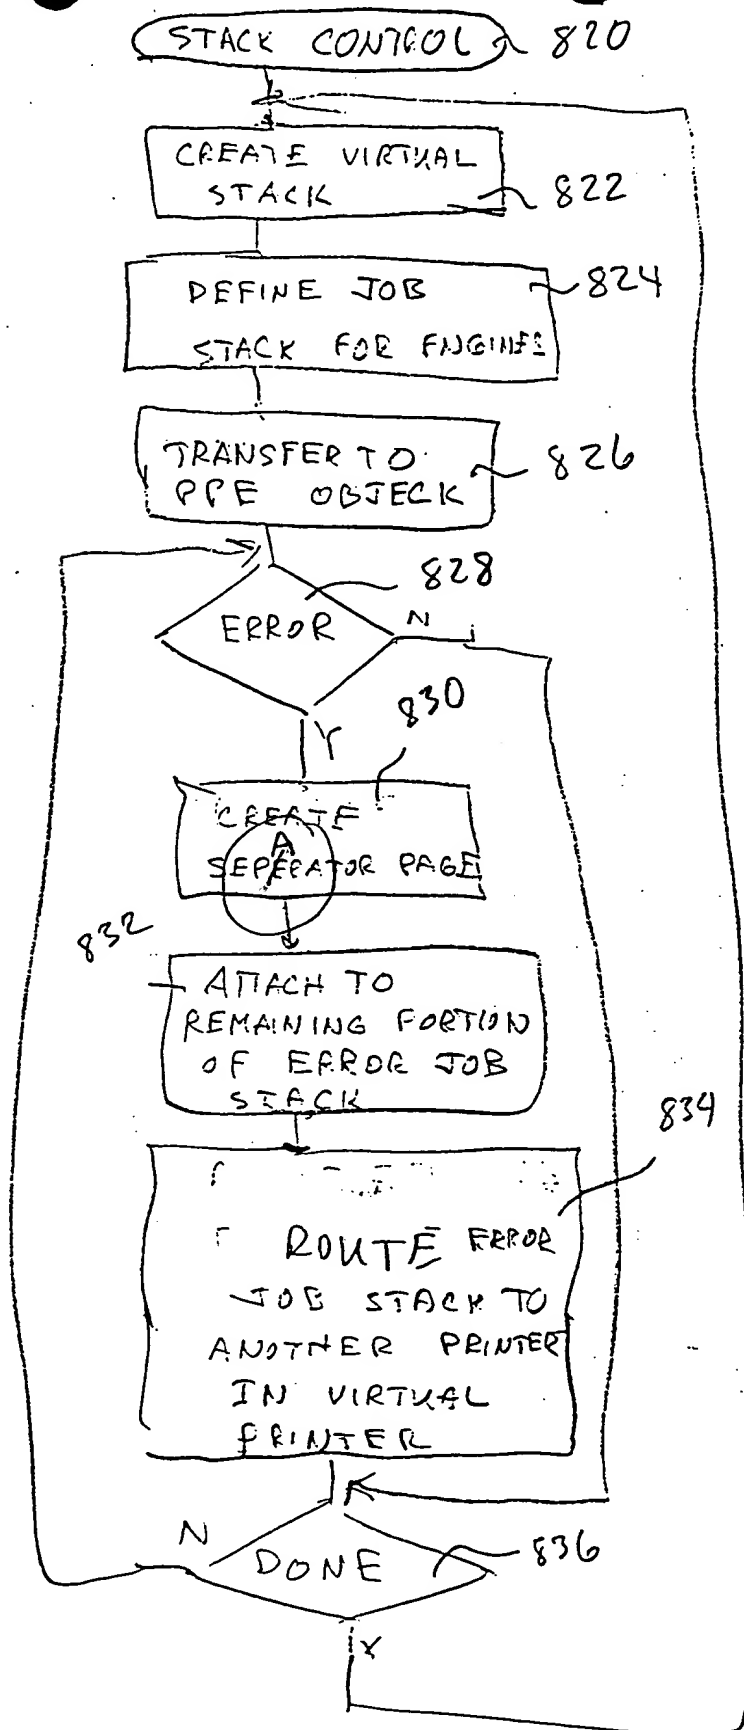 STACK CONTROL 820
CREATE VIRTUAL
STACK 822
DEFINE JOB 824
STACK FOR ENGINES
TRANSFER TO
PPE OBJECK 826
828
ERROR N
830
Y
CREATE
A
SEPERATOR PAGE
832
ATTACH TO
REMAINING PORTION
OF ERROR JOB
STACK
834
ROUTE ERROR
JOB STACK TO
ANOTHER PRINTER
IN VIRTUAL
PRINTER
N
DONE 836
Y